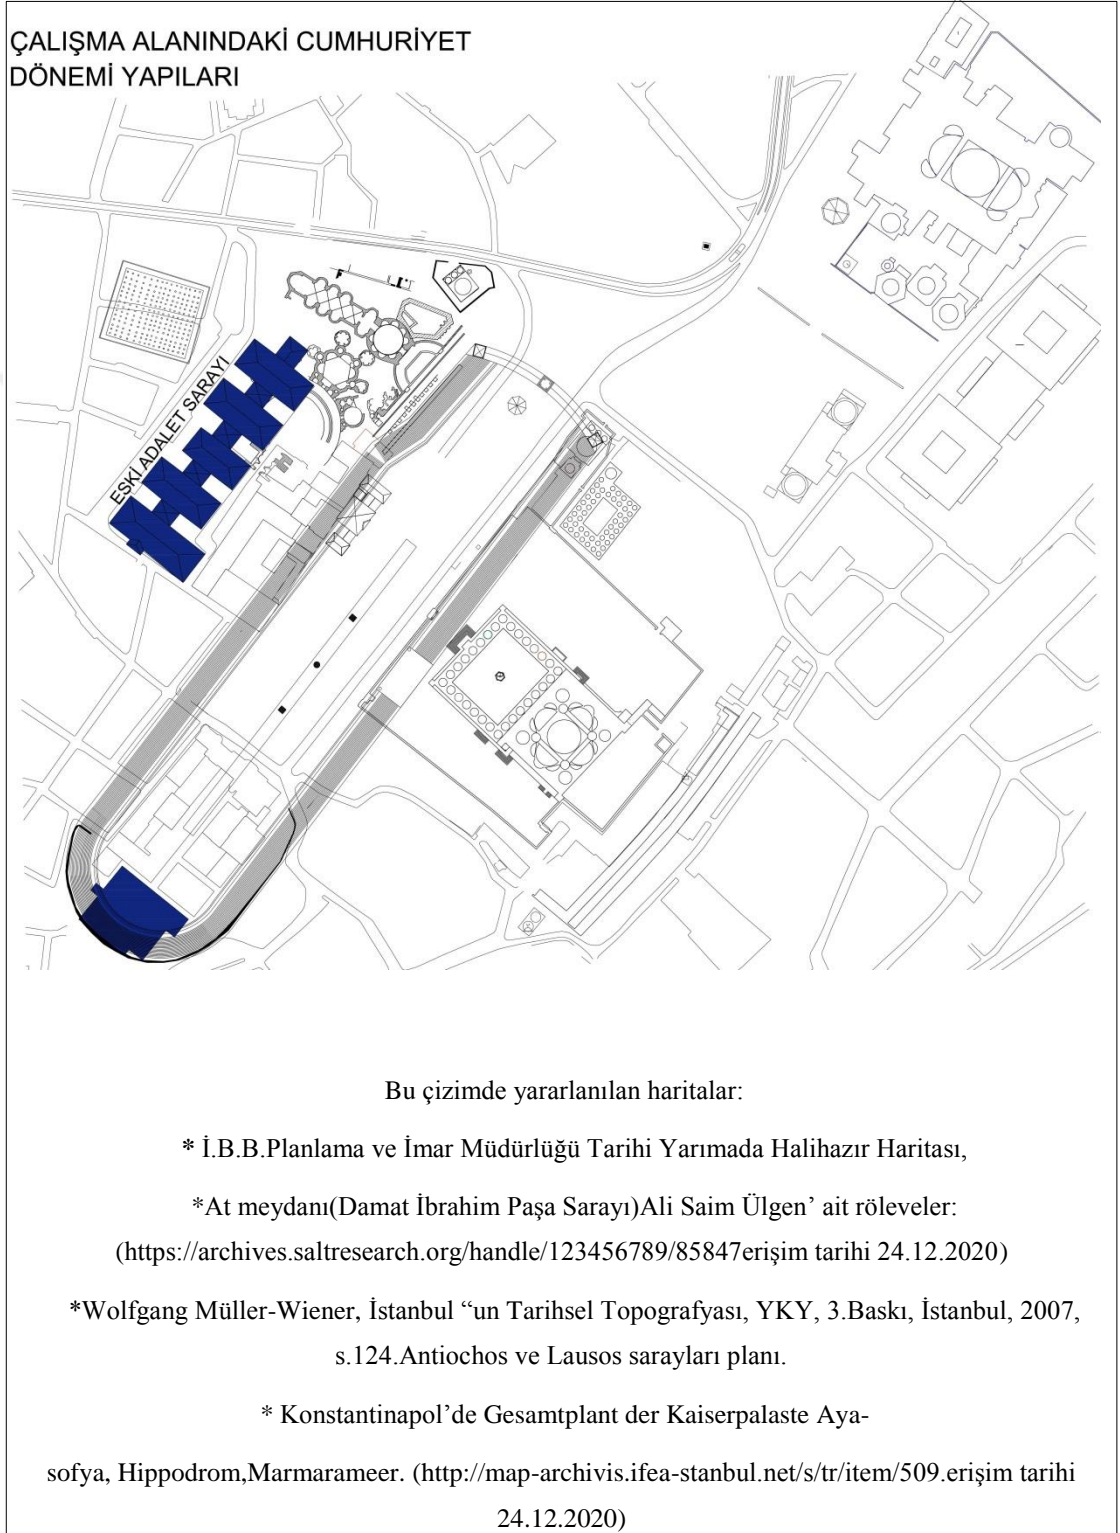 ÇALIŞMA ALANINDAKİ CUMHURİYET
DÖNEMİ YAPILARI
ESKİ ADALET SARAYI
Bu çizimde yararlanılan haritalar:
* İ.B.B.Planlama ve İmar Müdürlüğü Tarihi Yarımada Halihazır Haritası,
*At meydanı(Damat İbrahim Paşa Sarayı)Ali Saim Ülgen’ ait röleveler:
(https://archives.saltresearch.org/handle/123456789/85847erişim tarihi 24.12.2020)
*Wolfgang Müller-Wiener, İstanbul “un Tarihsel Topografyası, YKY, 3.Baskı, İstanbul, 2007,
s.124.Antiochos ve Lausos sarayları planı.
* Konstantinapol’de Gesamtplant der Kaiserpalaste Aya-
sofya, Hippodrom,Marmarameer. (http://map-archivis.ifea-stanbul.net/s/tr/item/509.erişim tarihi
24.12.2020)